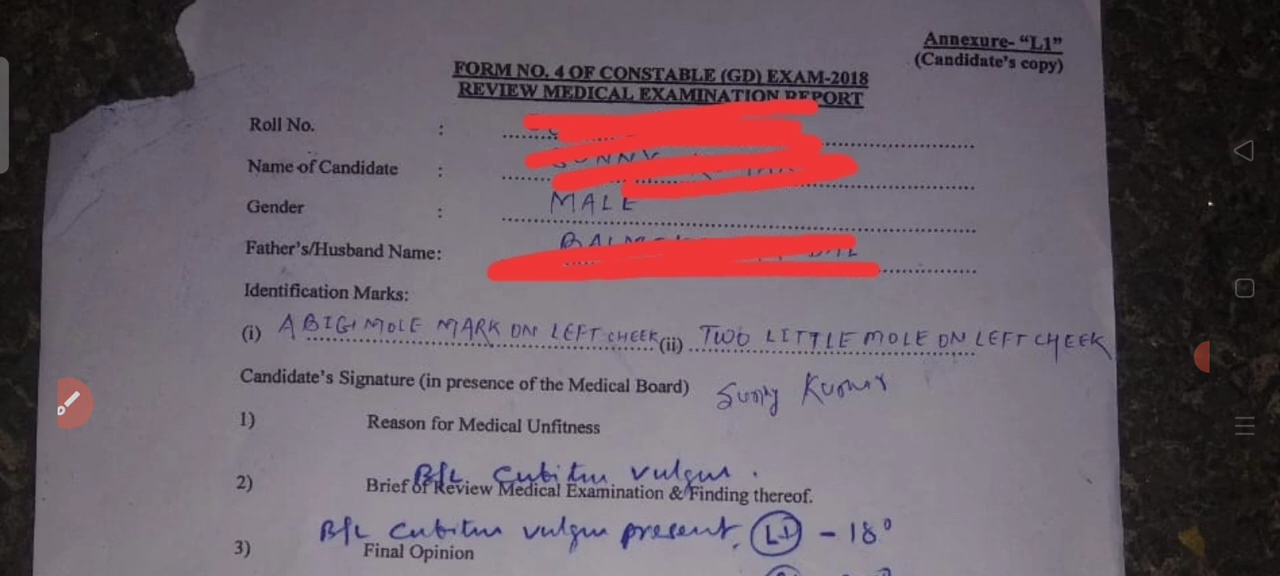 Annexure- “L1”
(Candidate's copy)
FORM NO. 4 OF CONSTABLE (GD) EXAM-2018
REVIEW MEDICAL EXAMINATION REPORT
Roll No. :
Name of Candidate :
Gender : MALE
Father's/Husband Name:
Identification Marks:
(i) A BIG MOLE MARK ON LEFT CHEEK (ii) TWO LITTLE MOLE ON LEFT CHEEK
Candidate's Signature (in presence of the Medical Board) Sunny Kumar
1) Reason for Medical Unfitness
B/L Cubitus vulgus.
2) Brief of Review Medical Examination & Finding thereof.
B/L Cubitus vulgus present. - 18°
3) Final Opinion